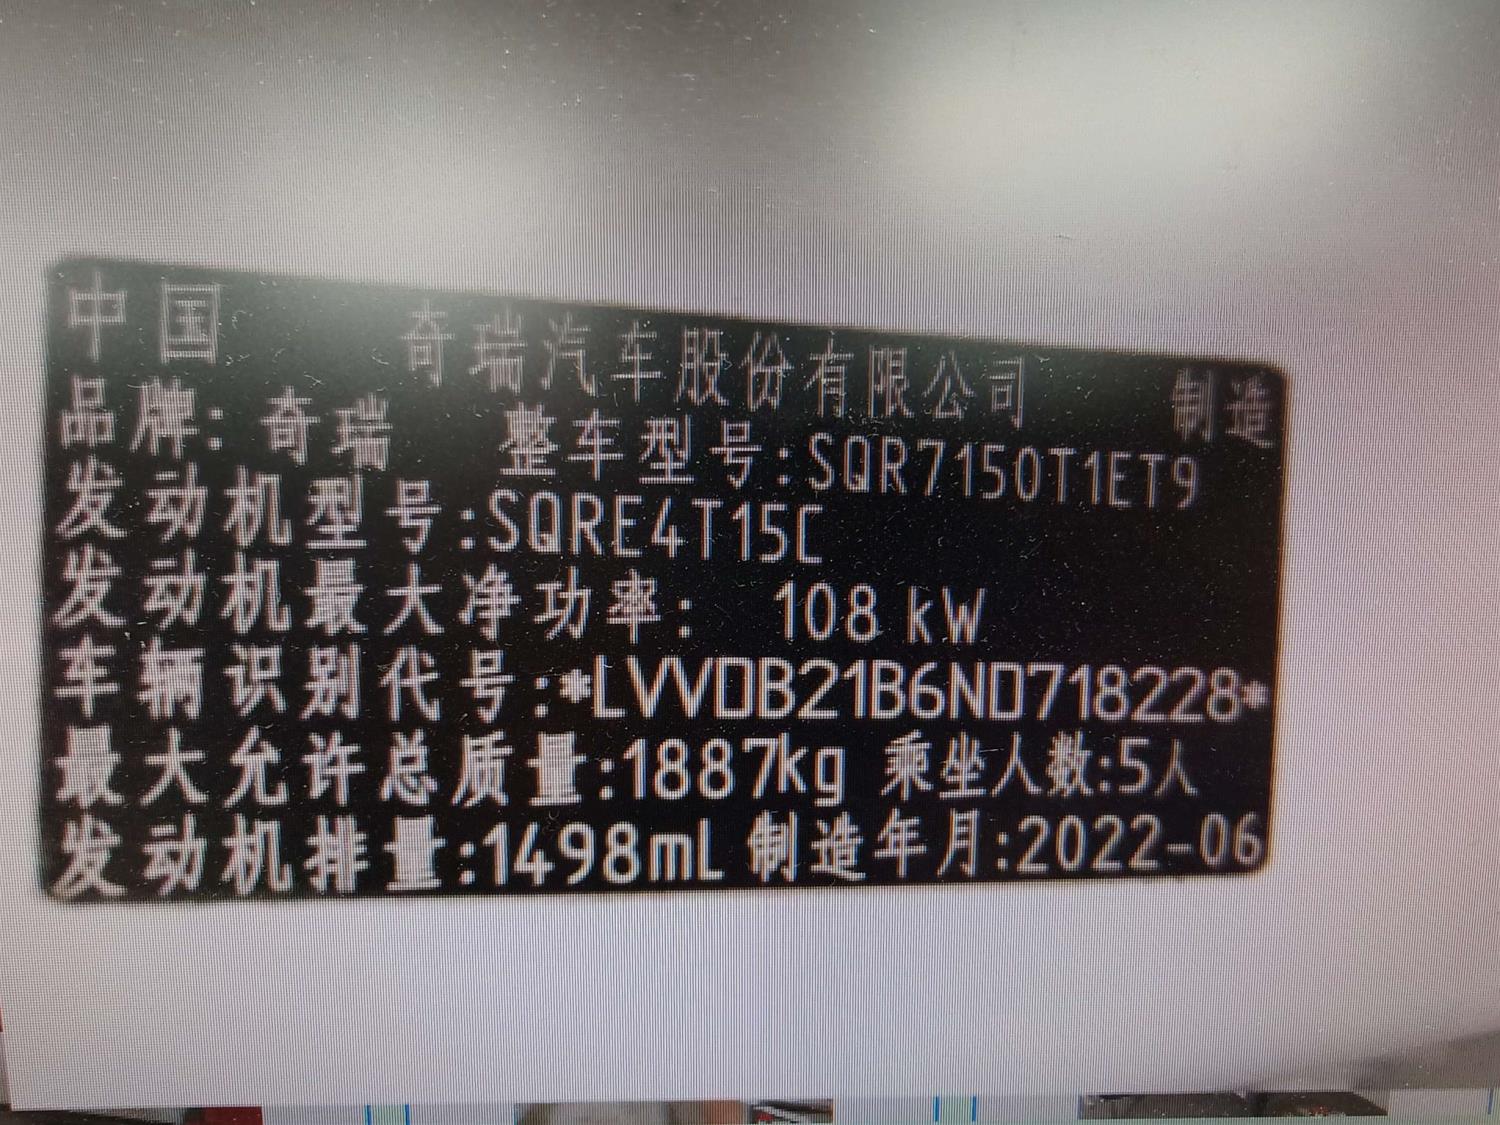 中国 奇瑞汽车股份有限公司 制造
品牌：奇瑞 整车型号:SQR7150T1ET9
发动机型号:SQRE4T15C
发动机最大净功率： 108 kW
车辆识别代号:*LVVDB21B6ND718228*
最大允许总质量:1887kg 乘坐人数:5人
发动机排量:1498mL 制造年月:2022-06